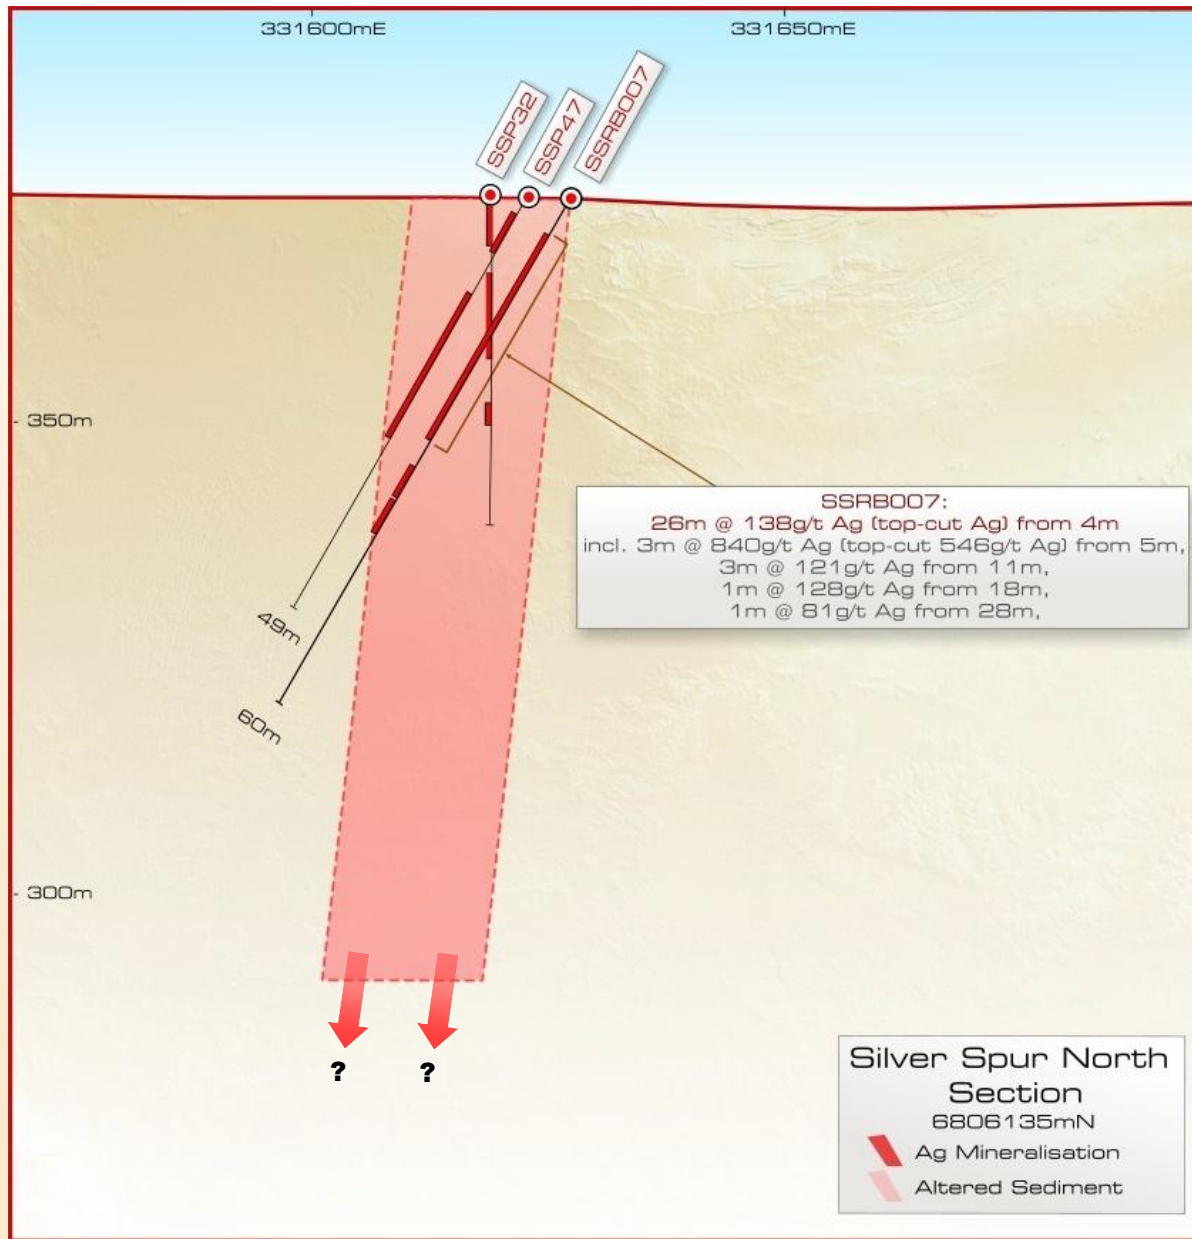 331600mE
331650mE
SSP32
SSP47
SSRB007
- 350m
SSRB007:
26m @ 138g/t Ag (top-cut Ag) from 4m
incl. 3m @ 840g/t Ag (top-cut 546g/t Ag) from 5m,
3m @ 121g/t Ag from 11m,
1m @ 128g/t Ag from 18m,
1m @ 81g/t Ag from 28m,
49m
60m
- 300m
?
?
Silver Spur North
Section
6806135mN
Ag Mineralisation
Altered Sediment